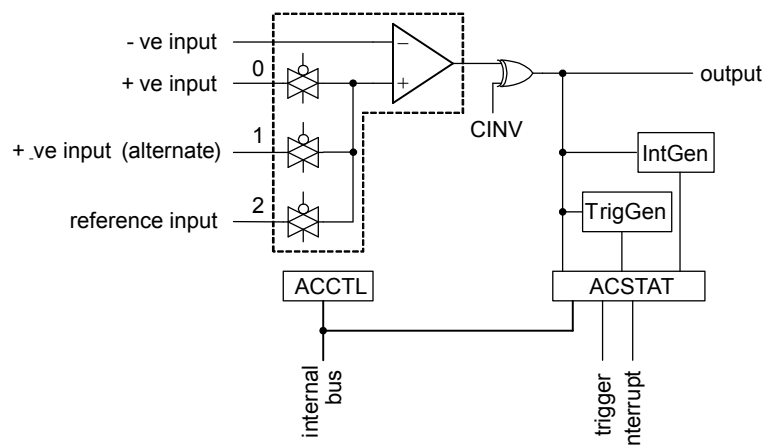 - ve input
0
+ ve input
−
+
output
CINV
1
+ -ve input (alternate)
IntGen
2
reference input
TrigGen
ACCTL
ACSTAT
internal
bus
trigger
nterrupt